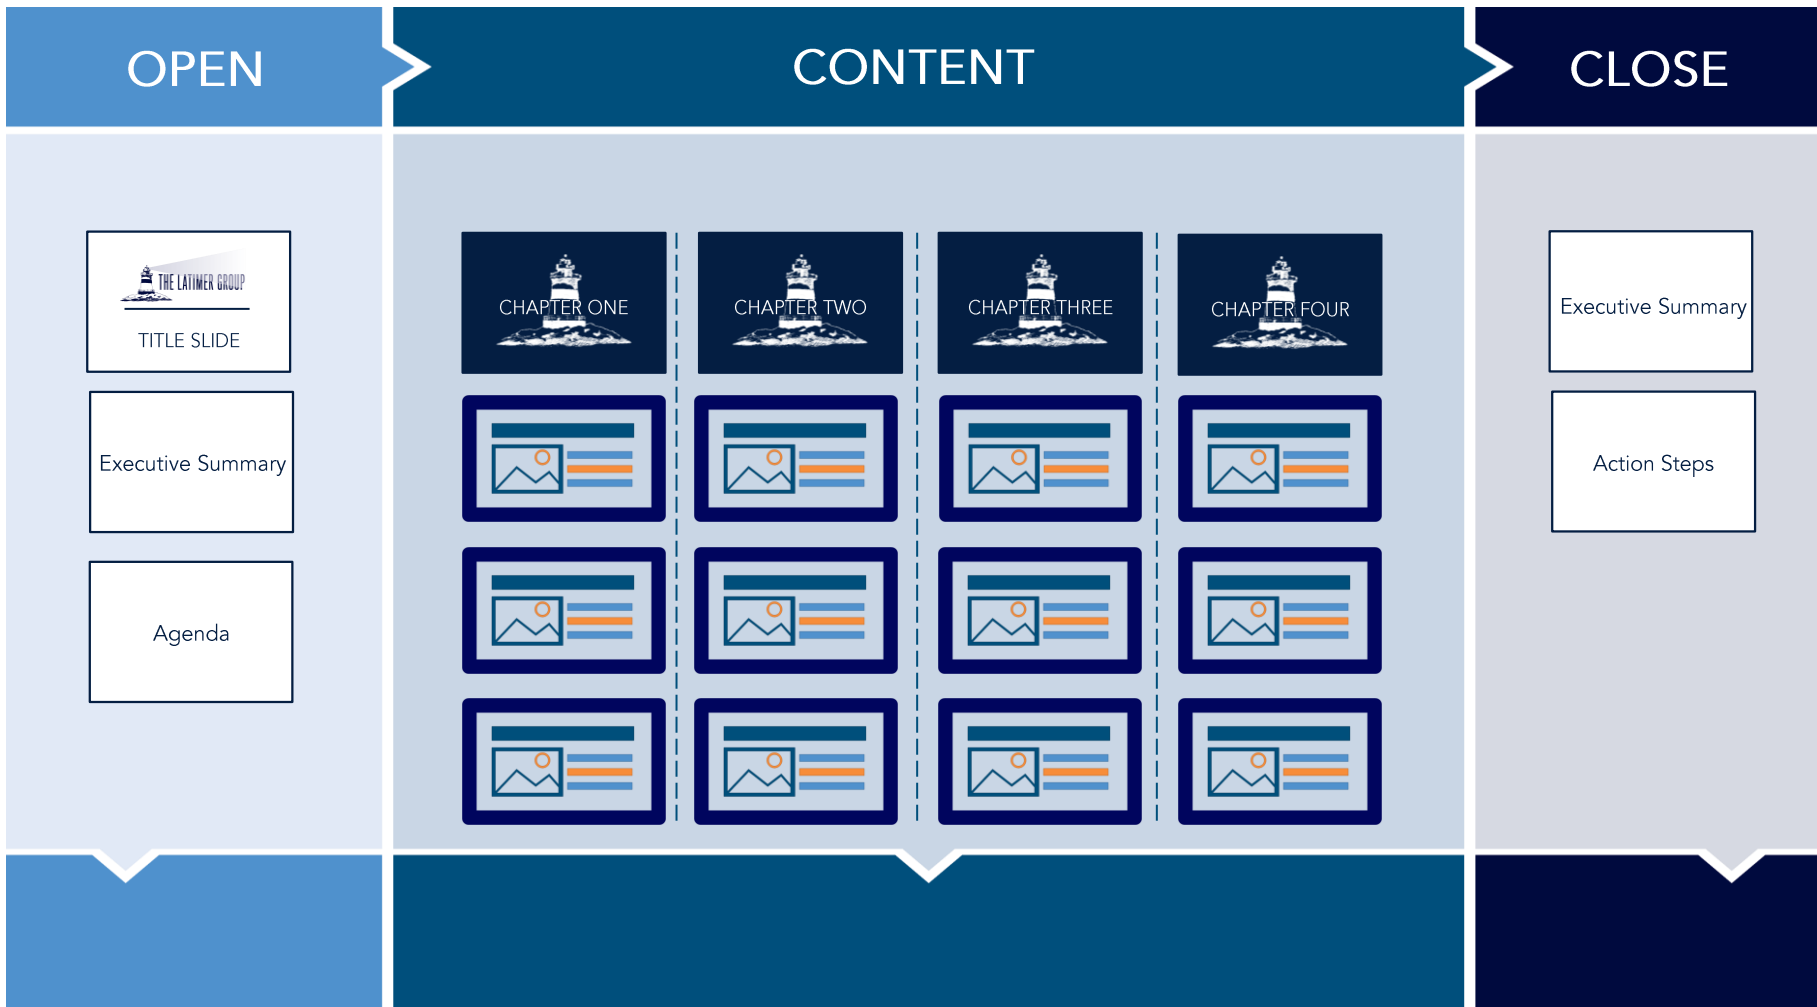 OPEN
CONTENT
CLOSE
THE LATIMER GROUP
TITLE SLIDE
Executive Summary
Agenda
CHAPTER ONE
CHAPTER TWO
CHAPTER THREE
CHAPTER FOUR
Executive Summary
Action Steps